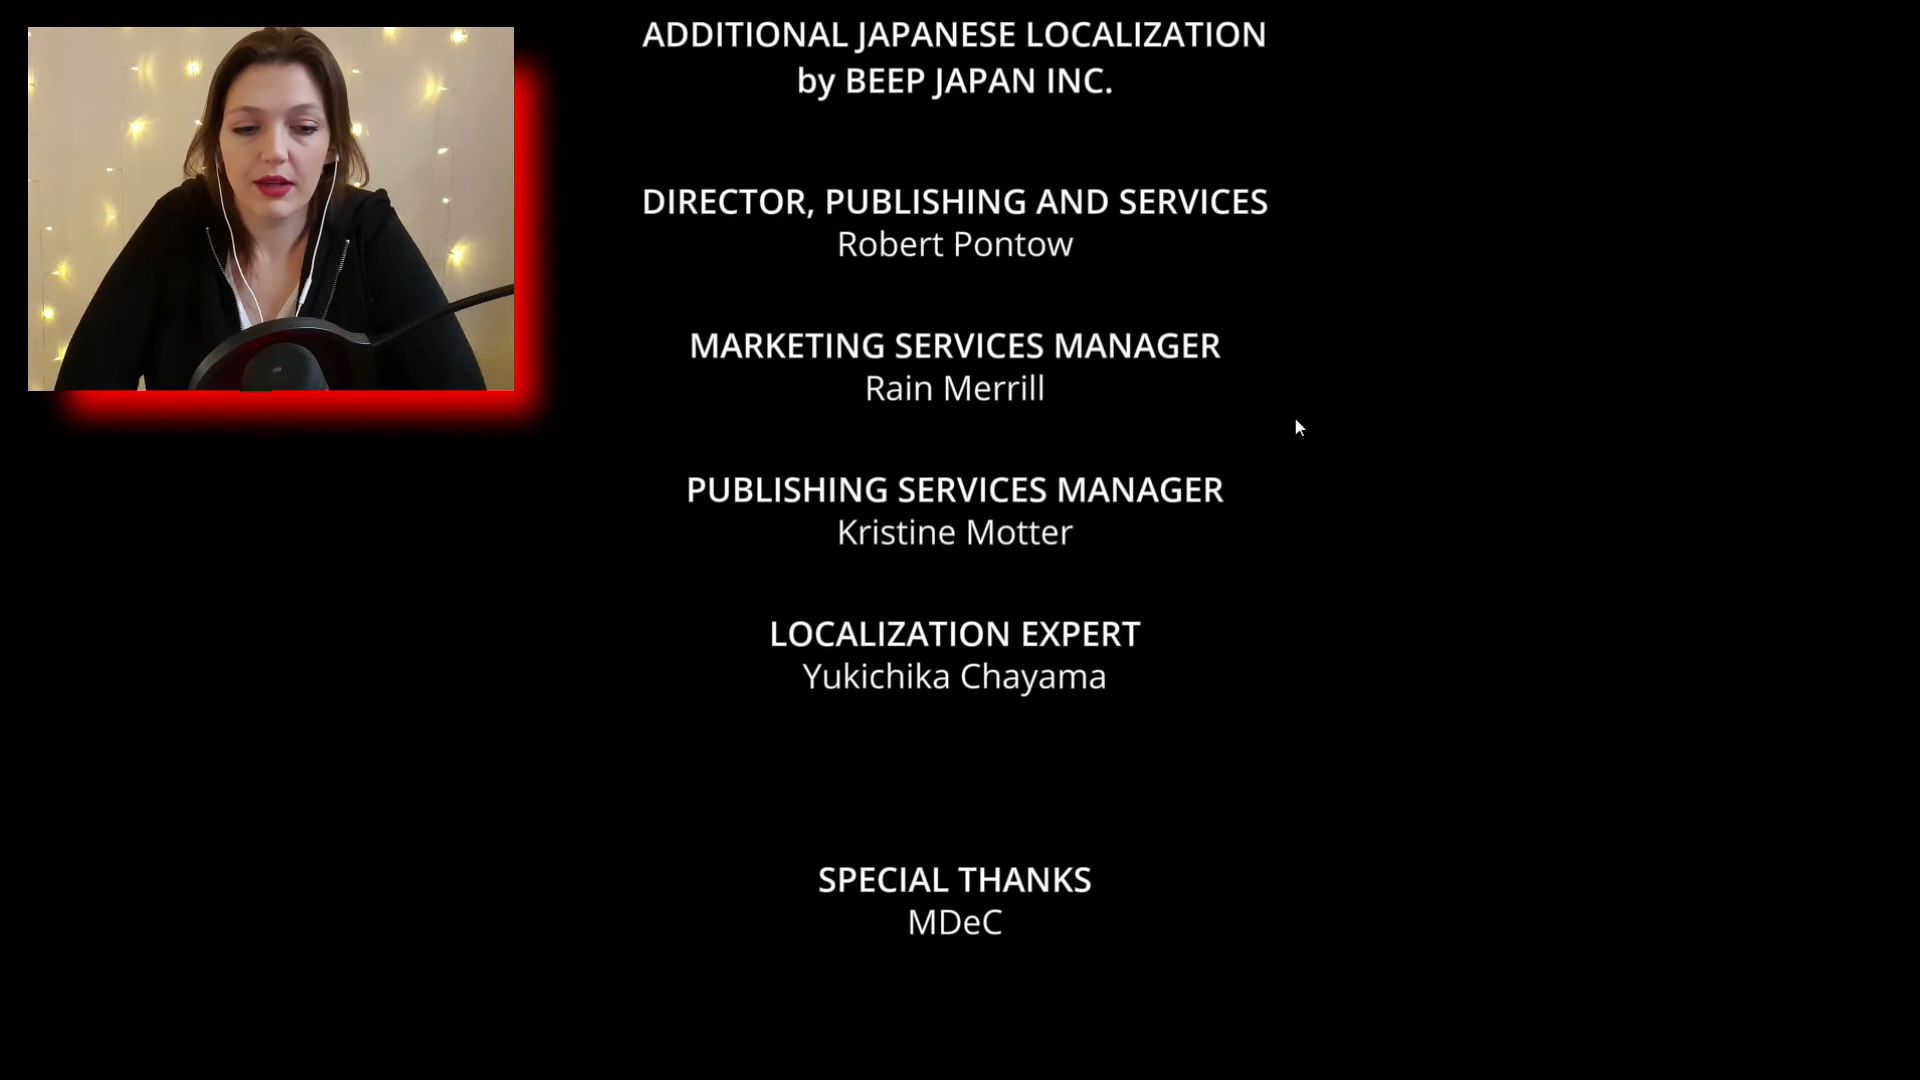 ADDITIONAL JAPANESE LOCALIZATION
by BEEP JAPAN INC.
DIRECTOR, PUBLISHING AND SERVICES
Robert Pontow
MARKETING SERVICES MANAGER
Rain Merrill
PUBLISHING SERVICES MANAGER
Kristine Motter
LOCALIZATION EXPERT
Yukichika Chayama
SPECIAL THANKS
MDeC